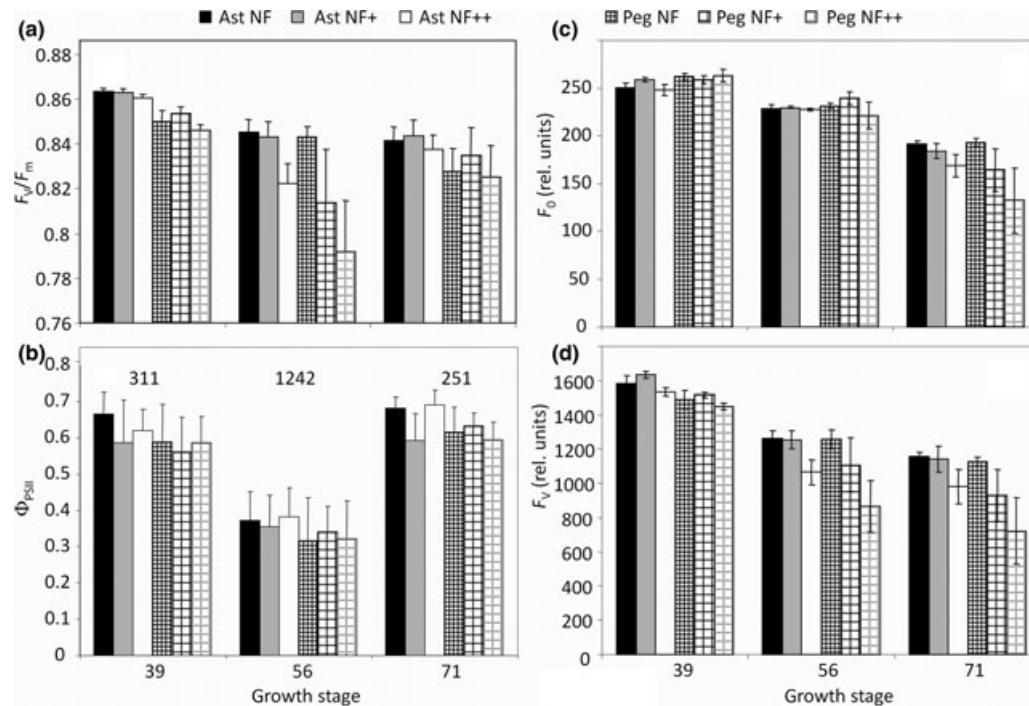 Ast NF Ast NF+ Ast NF++ Peg NF Peg NF+ Peg NF++
(a)
0.88
0.86
0.84
0.82
0.8
0.78
0.76
Fv/Fm
(b)
0.8
0.7
0.6
0.5
0.4
0.3
0.2
0.1
0
ΦPSII
311 1242 251
39 56 71
Growth stage
(c)
250
200
150
100
50
0
F0 (rel. units)
(d)
1600
1400
1200
1000
800
600
400
200
0
Fv (rel. units)
39 56 71
Growth stage